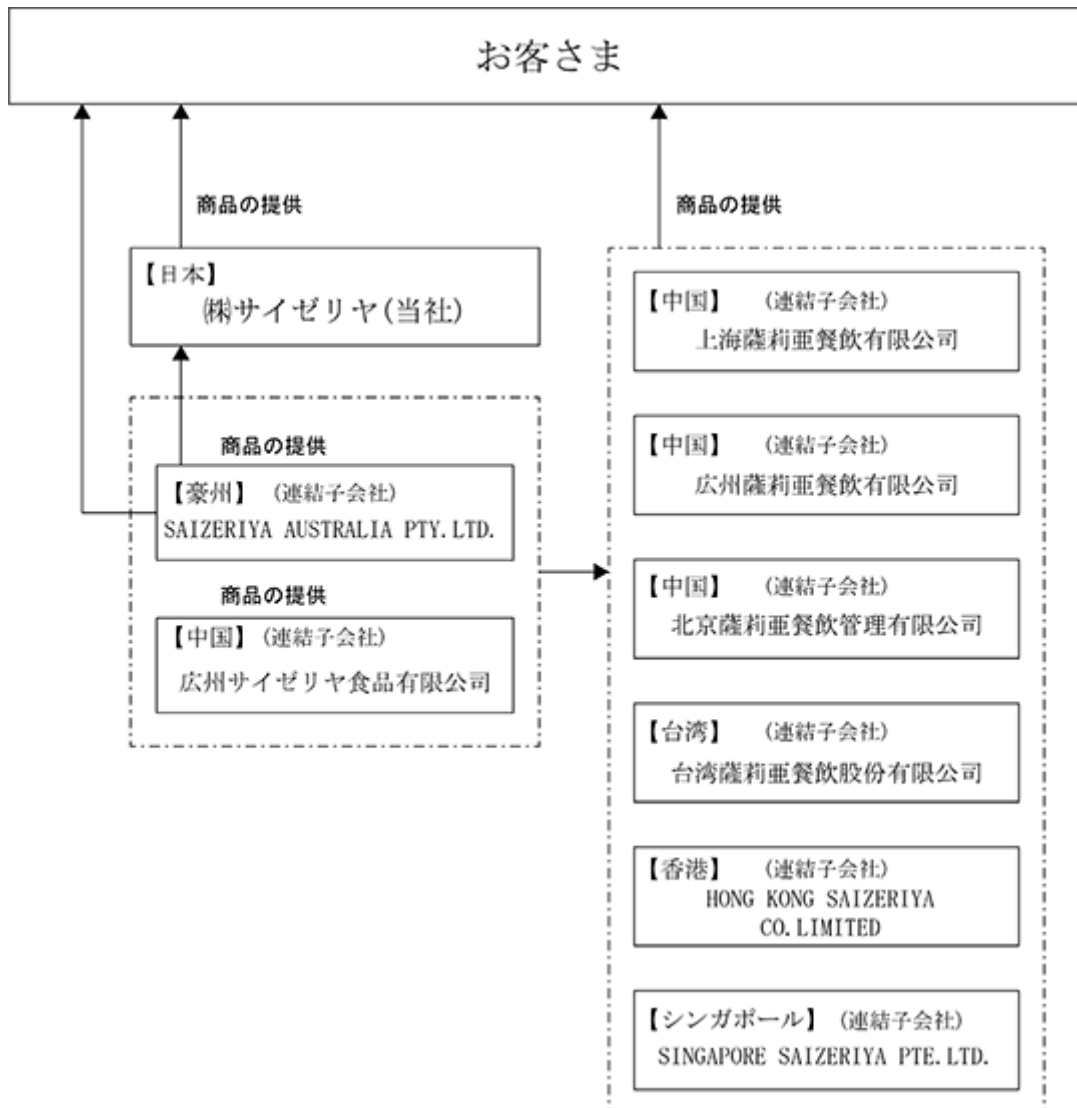 お客さま
商品の提供
商品の提供
【日本】
㈱サイゼリヤ(当社)
商品の提供
【豪州】 (連結子会社)
SAIZERIYA AUSTRALIA PTY.LTD.
商品の提供
【中国】 (連結子会社)
広州サイゼリヤ食品有限公司
【中国】 (連結子会社)
上海薩莉亜餐飲有限公司
【中国】 (連結子会社)
広州薩莉亜餐飲有限公司
【中国】 (連結子会社)
北京薩莉亜餐飲管理有限公司
【台湾】 (連結子会社)
台湾薩莉亜餐飲股份有限公司
【香港】 (連結子会社)
HONG KONG SAIZERIYA
CO.LIMITED
【シンガポール】 (連結子会社)
SINGAPORE SAIZERIYA PTE.LTD.